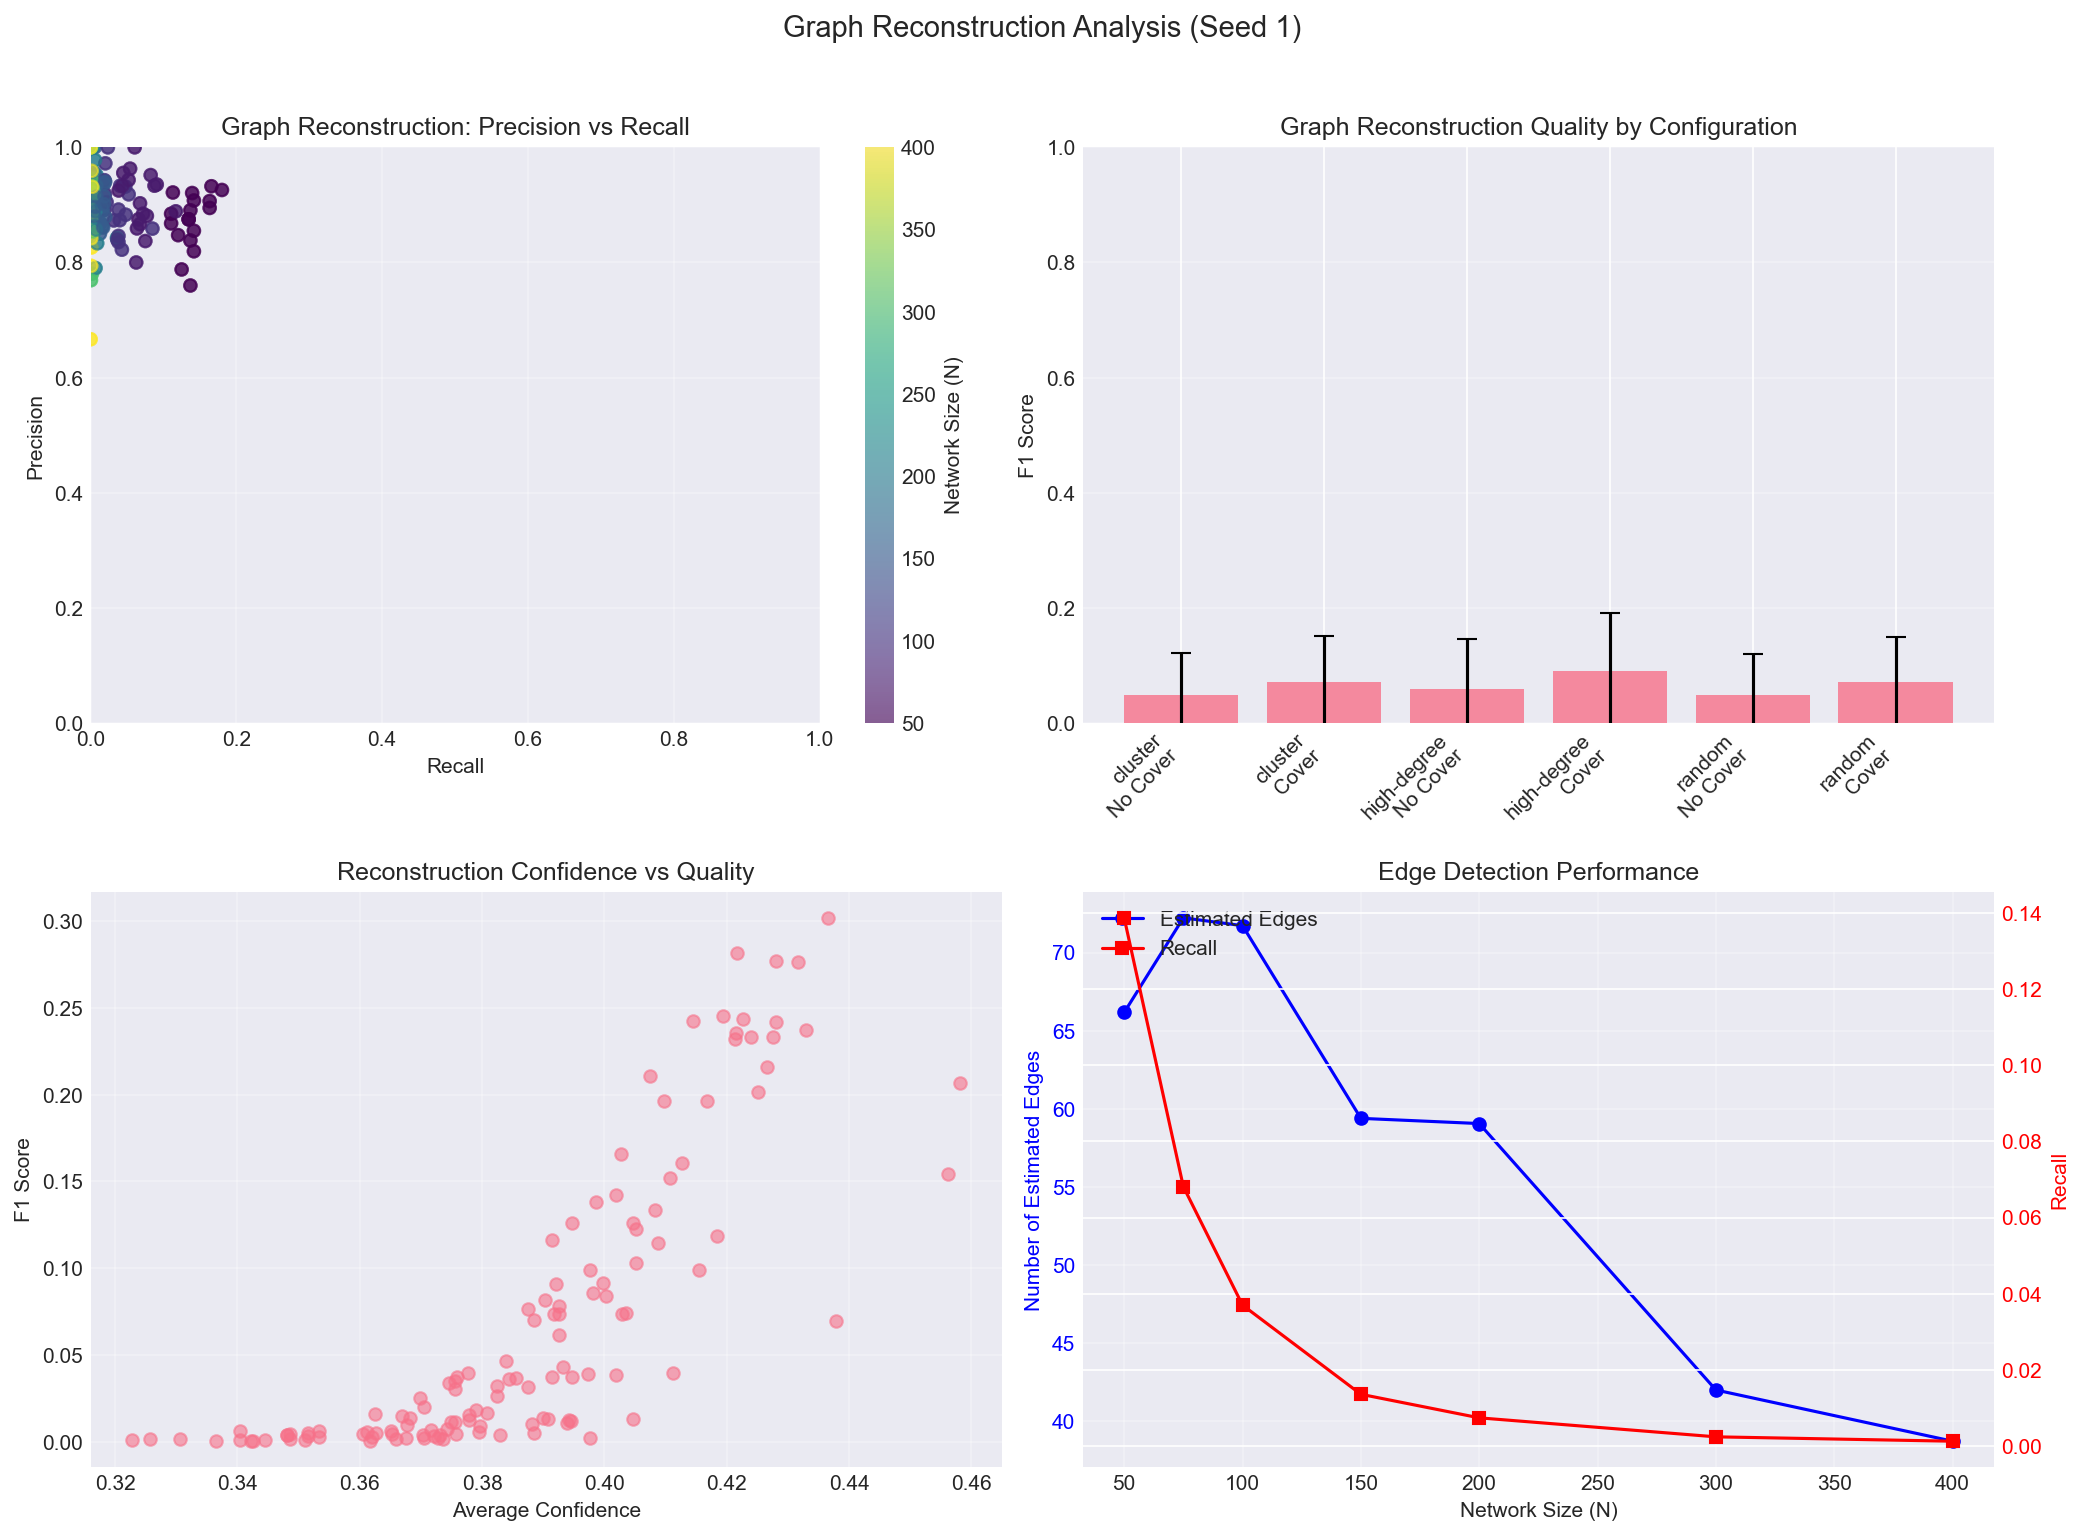 Graph Reconstruction Analysis (Seed 1)
Graph Reconstruction: Precision vs Recall
1.0
0.8
0.6
0.4
0.2
0.0
Precision
0.0
0.2
0.4
0.6
0.8
1.0
Recall
400
350
300
250
200
150
100
50
Network Size (N)
Graph Reconstruction Quality by Configuration
1.0
0.8
0.6
0.4
0.2
0.0
F1 Score
cluster
No Cover
cluster
Cover
high-degree
No Cover
high-degree
Cover
random
No Cover
random
Cover
Reconstruction Confidence vs Quality
0.30
0.25
0.20
0.15
0.10
0.05
0.00
F1 Score
0.32
0.34
0.36
0.38
0.40
0.42
0.44
0.46
Average Confidence
Edge Detection Performance
Estimated Edges
Recall
70
65
60
55
50
45
40
Number of Estimated Edges
0.14
0.12
0.10
0.08
0.06
0.04
0.02
0.00
Recall
50
100
150
200
250
300
350
400
Network Size (N)